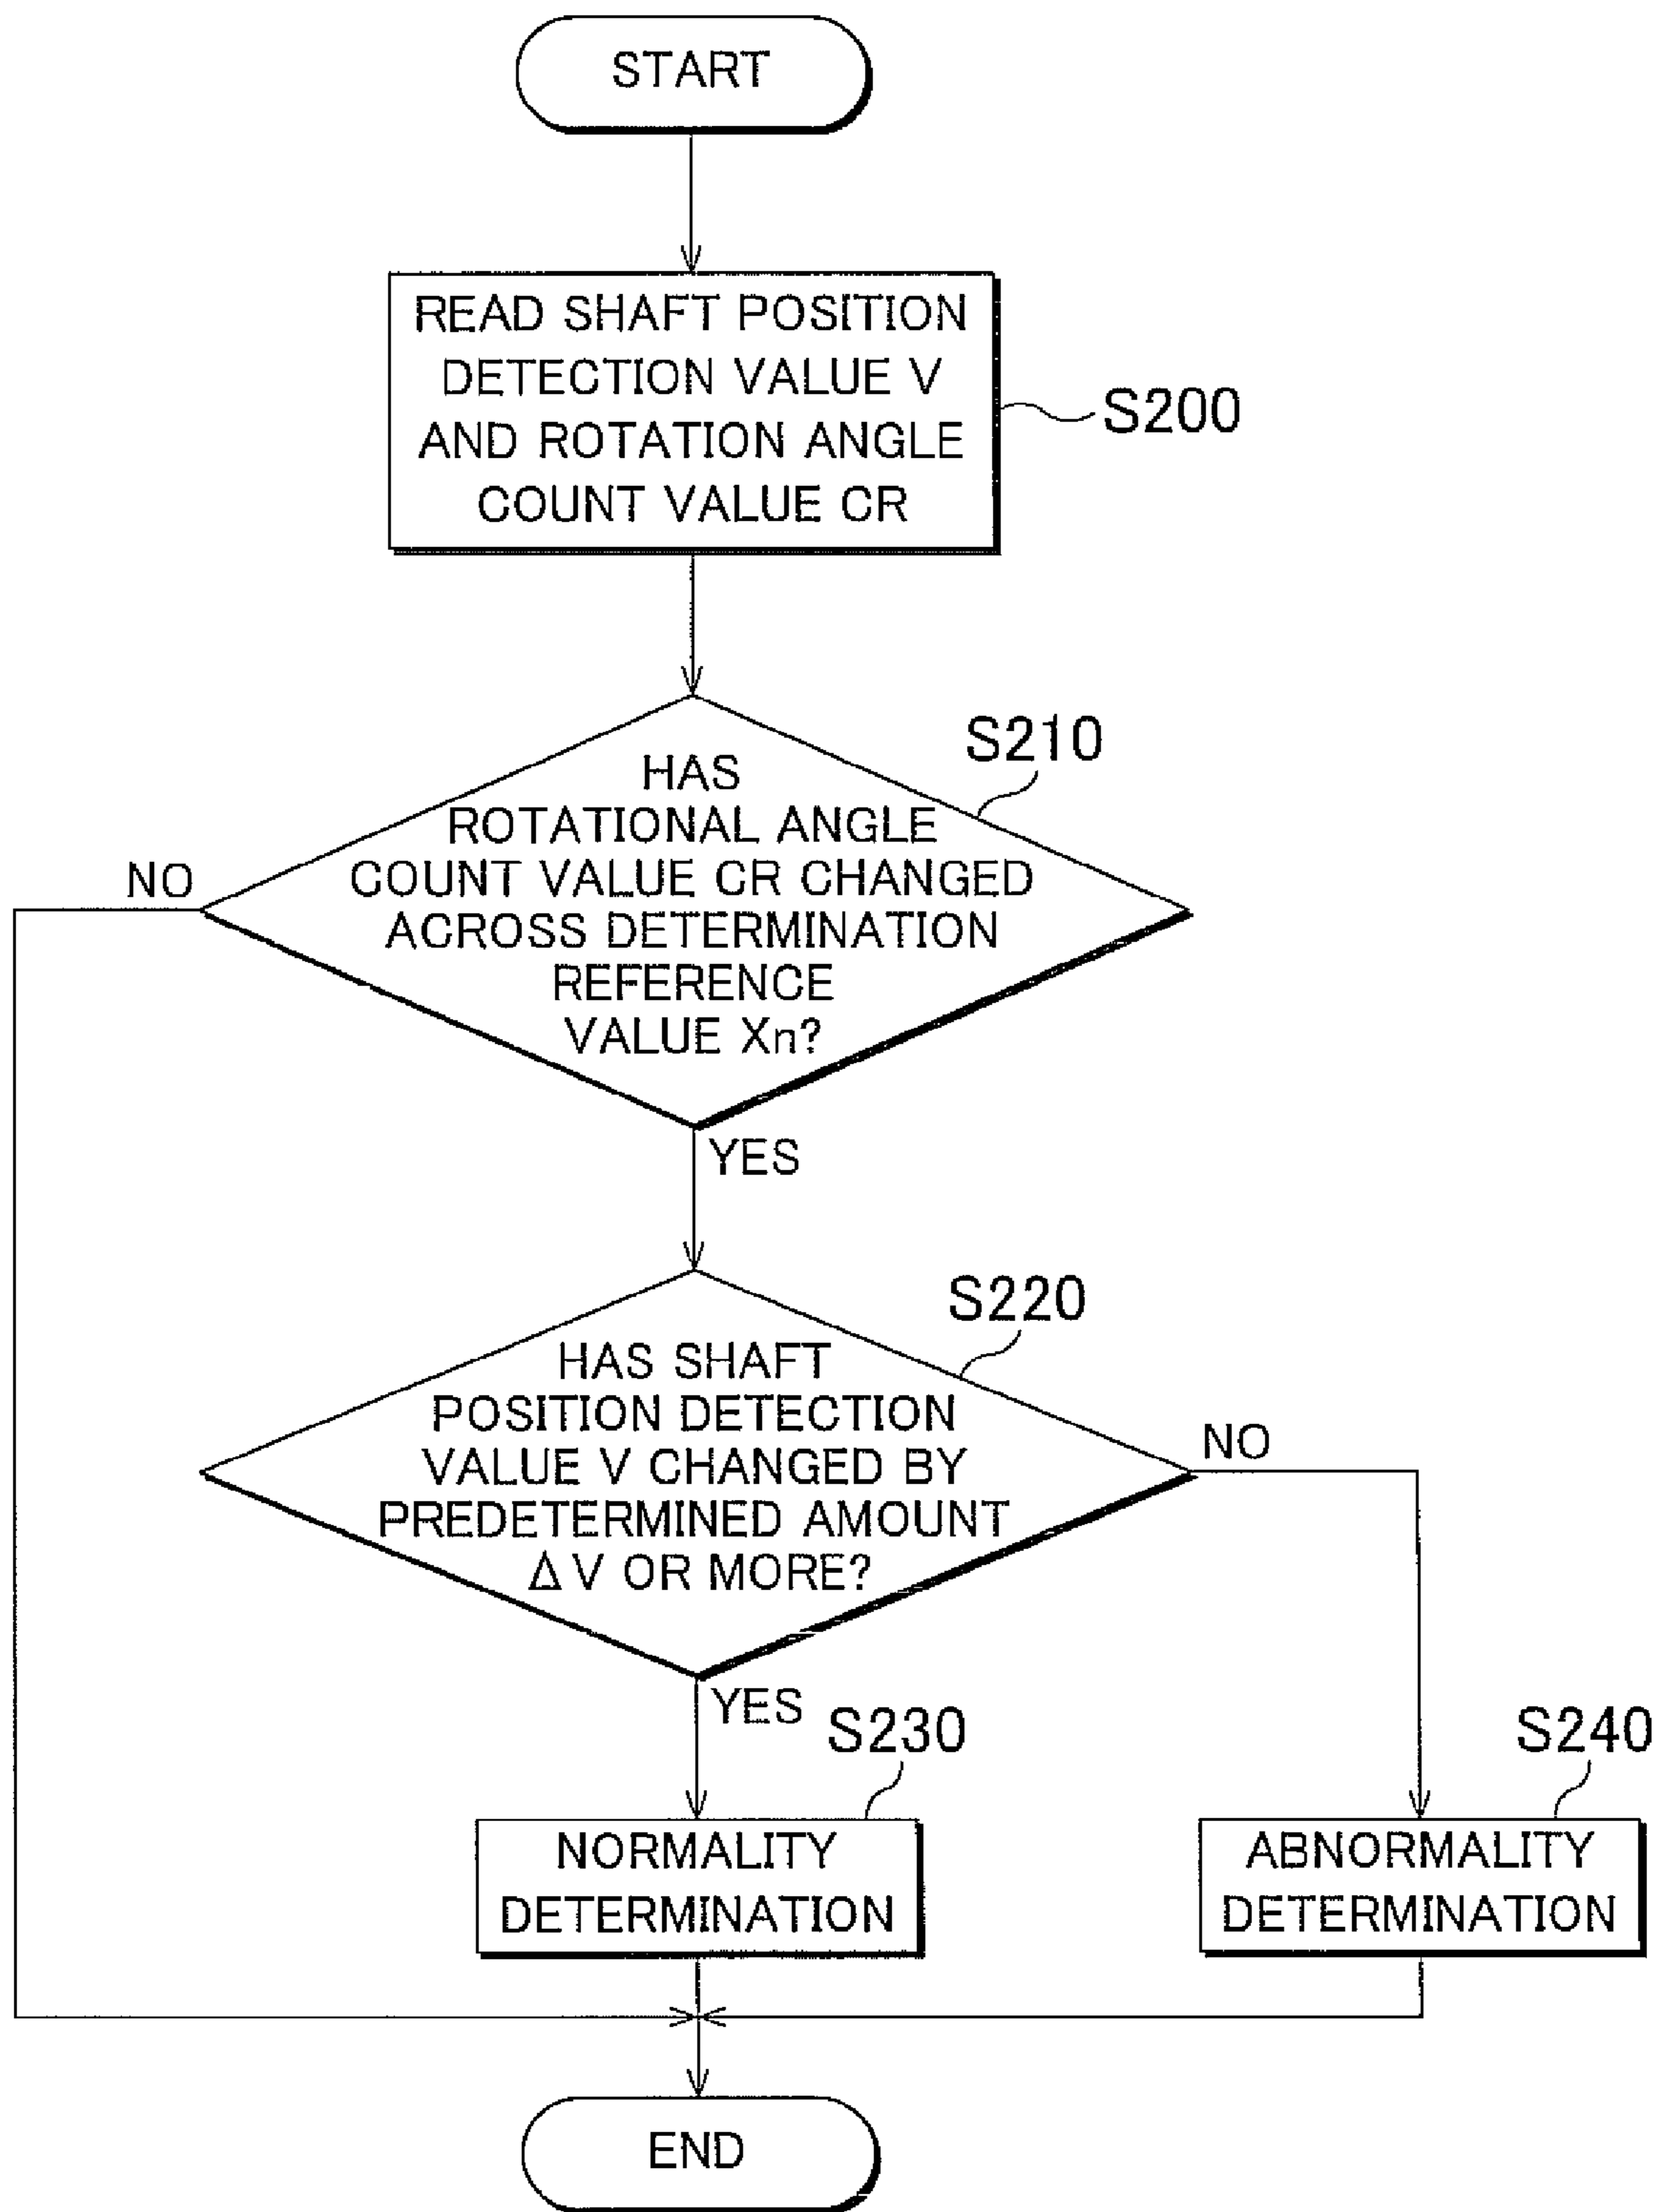 START
READ SHAFT POSITION
DETECTION VALUE V
AND ROTATION ANGLE
COUNT VALUE CR
S200
S210
HAS
ROTATIONAL ANGLE
COUNT VALUE CR CHANGED
ACROSS DETERMINATION
REFERENCE
VALUE Xn?
NO
YES
S220
HAS SHAFT
POSITION DETECTION
VALUE V CHANGED BY
PREDETERMINED AMOUNT
Δ V OR MORE?
NO
YES
S230
NORMALITY
DETERMINATION
S240
ABNORMALITY
DETERMINATION
END